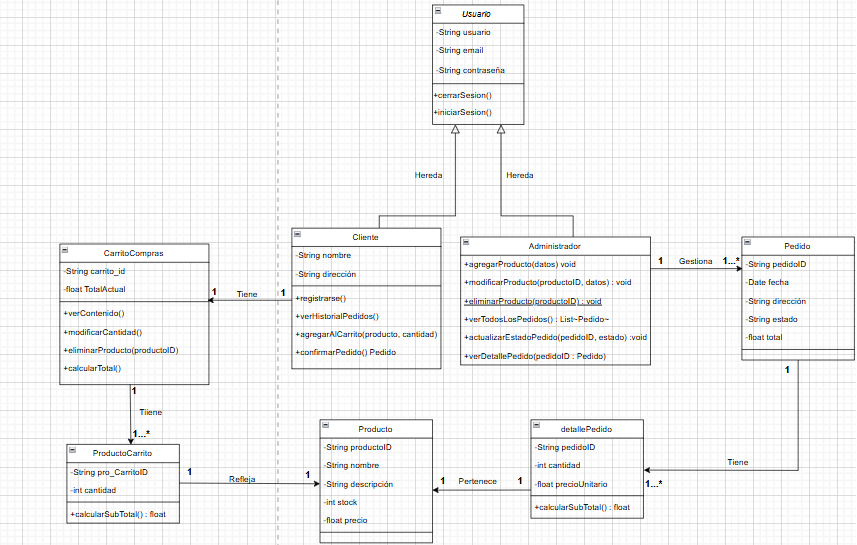 Usuario
-String usuario
-String email
-String contraseña
+cerrarSesion()
+iniciarSesion()
Hereda
Hereda
CarritoCompras
-String carrito_id
-float TotalActual
+verContenido()
+modificarCantidad()
+eliminarProducto(productoID)
+calcularTotal()
1
Tiene
1
Cliente
-String nombre
-String dirección
+registrarse()
+verHistorialPedidos()
+agregarAlCarrito(producto, cantidad)
+confirmarPedido() Pedido
Administrador
+agregarProducto(datos) void
+modificarProducto(productoID, datos) : void
+eliminarProducto(productoID) : void
+verTodosLosPedidos() : List~Pedido~
+actualizarEstadoPedido(pedidoID, estado) :void
+verDetallePedido(pedidoID : Pedido)
1
Gestiona
1...*
Pedido
-String pedidoID
-Date fecha
-String dirección
-String estado
-float total
1
Tiiene
1...*
ProductoCarrito
-String pro_CarritoID
-int cantidad
+calcularSubTotal() : float
1
Refleja
1
Producto
-String productoID
-String nombre
-String descripción
-int stock
-float precio
1
Pertenece
1
detallePedido
-String pedidoID
-int cantidad
-float precioUnitario
+calcularSubTotal() : float
1
Tiene
1...*